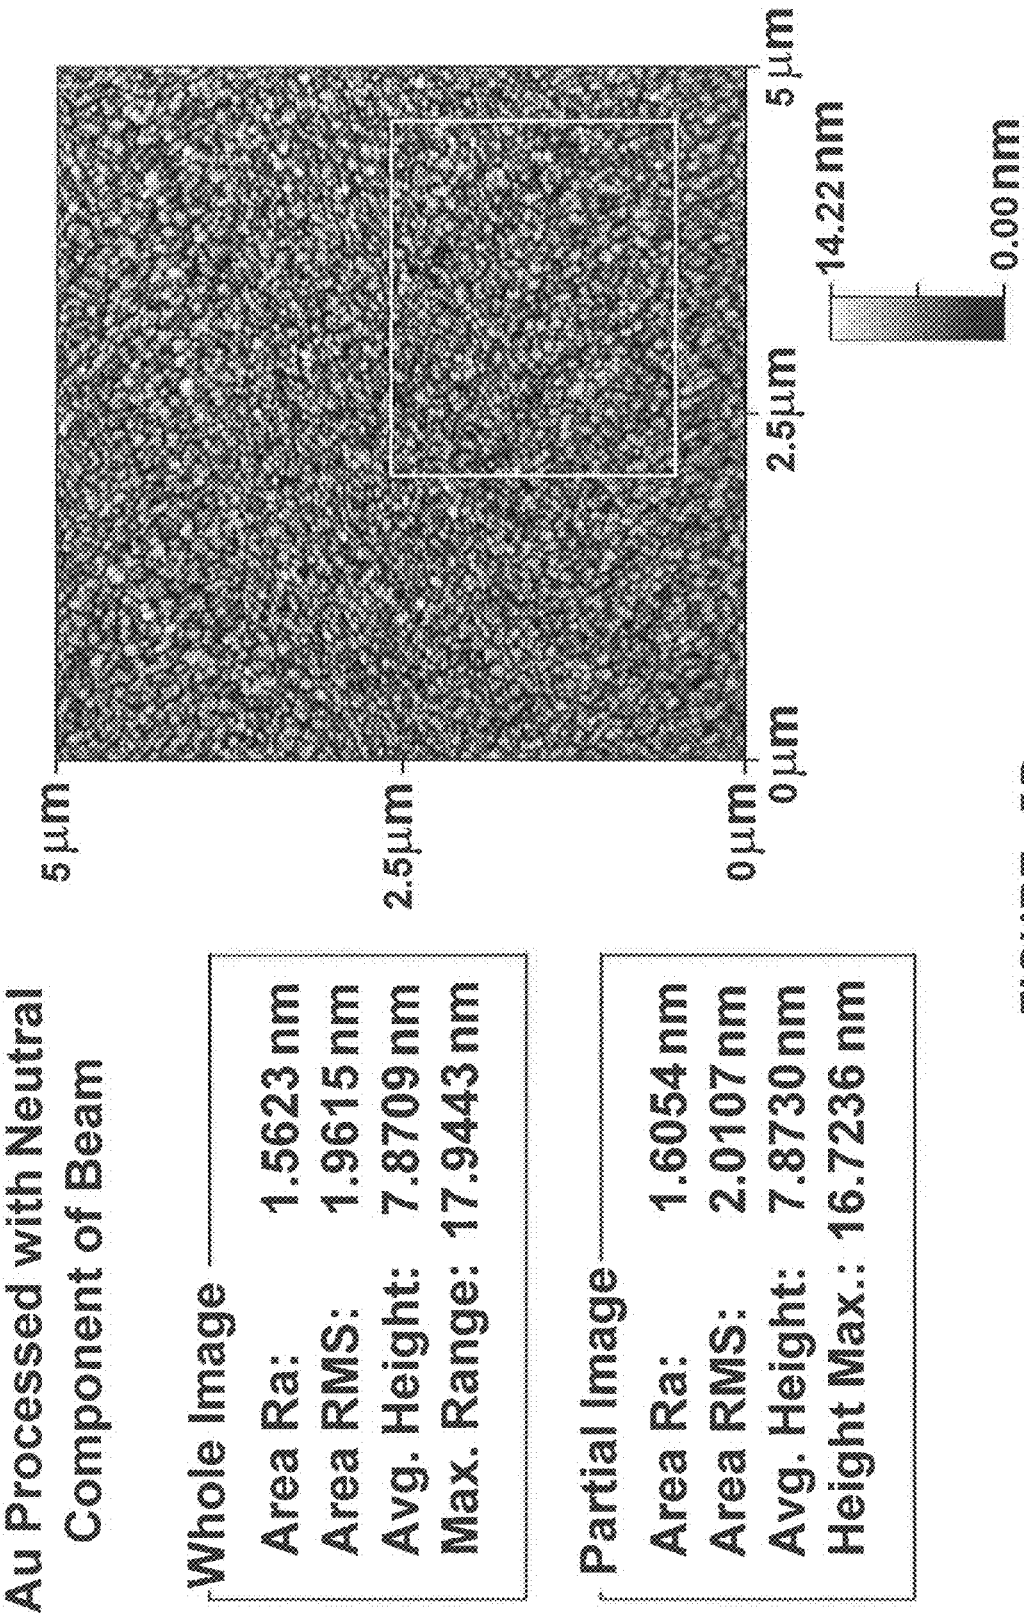 Au Processed with Neutral
Component of Beam
Whole Image
Area Ra: 1.5623 nm
Area RMS: 1.9615 nm
Avg. Height: 7.8709 nm
Max. Range: 17.9443 nm
Partial Image
Area Ra: 1.6054 nm
Area RMS: 2.0107 nm
Avg. Height: 7.8730 nm
Height Max.: 16.7236 nm
5 μm
2.5μm
0μm
0μm
2.5μm
5 μm
14.22 nm
0.00 nm